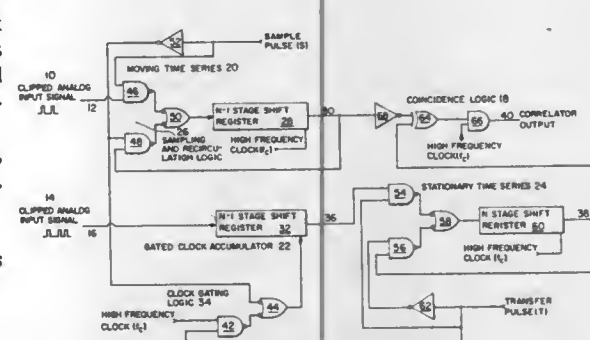 52
SAMPLE
PULSE (S)
10
CLIPPED ANALOG
INPUT SIGNAL
12
MOVING TIME SERIES 20
46
50
N-1 STAGE SHIFT
REGISTER 28
30
26
SAMPLING
AND RECIRCU-
LATION LOGIC
48
HIGH FREQUENCY
CLOCK
COINCIDENCE LOGIC 18
68
64
66
40
CORRELATOR
OUTPUT
HIGH FREQUENCY
CLOCK
14
CLIPPED ANALOG
INPUT SIGNAL
16
N-1 STAGE SHIFT
REGISTER 32
36
GATED CLOCK ACCUMULATOR 22
STATIONARY TIME SERIES 24
54
56
58
N STAGE SHIFT
RERISTER 60
38
HIGH FREQUENCY
CLOCK
CLOCK GATING
LOGIC 34
44
HIGH FREQUENCY
CLOCK
42
62
TRANSFER
PULSE (T)